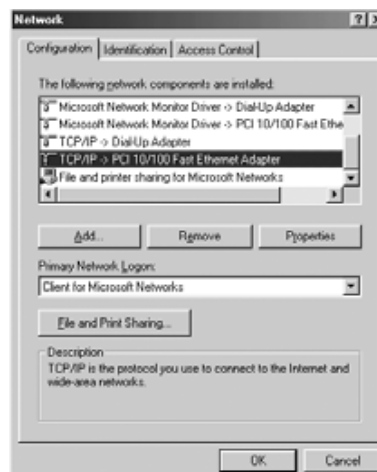 Network
Configuration Identification Access Control
The following network components are installed:
Microsoft Network Monitor Driver -> Dial-Up Adapter
Microsoft Network Monitor Driver -> PCI 10/100 Fast Ethe
TCP/IP -> Dial-Up Adapter
TCP/IP -> PCI 10/100 Fast Ethernet Adapter
File and printer sharing for Microsoft Networks
Add... Remove Properties
Primary Network Logon:
Client for Microsoft Networks
File and Print Sharing...
Description
TCP/IP is the protocol you use to connect to the Internet and
wide-area networks.
OK Cancel